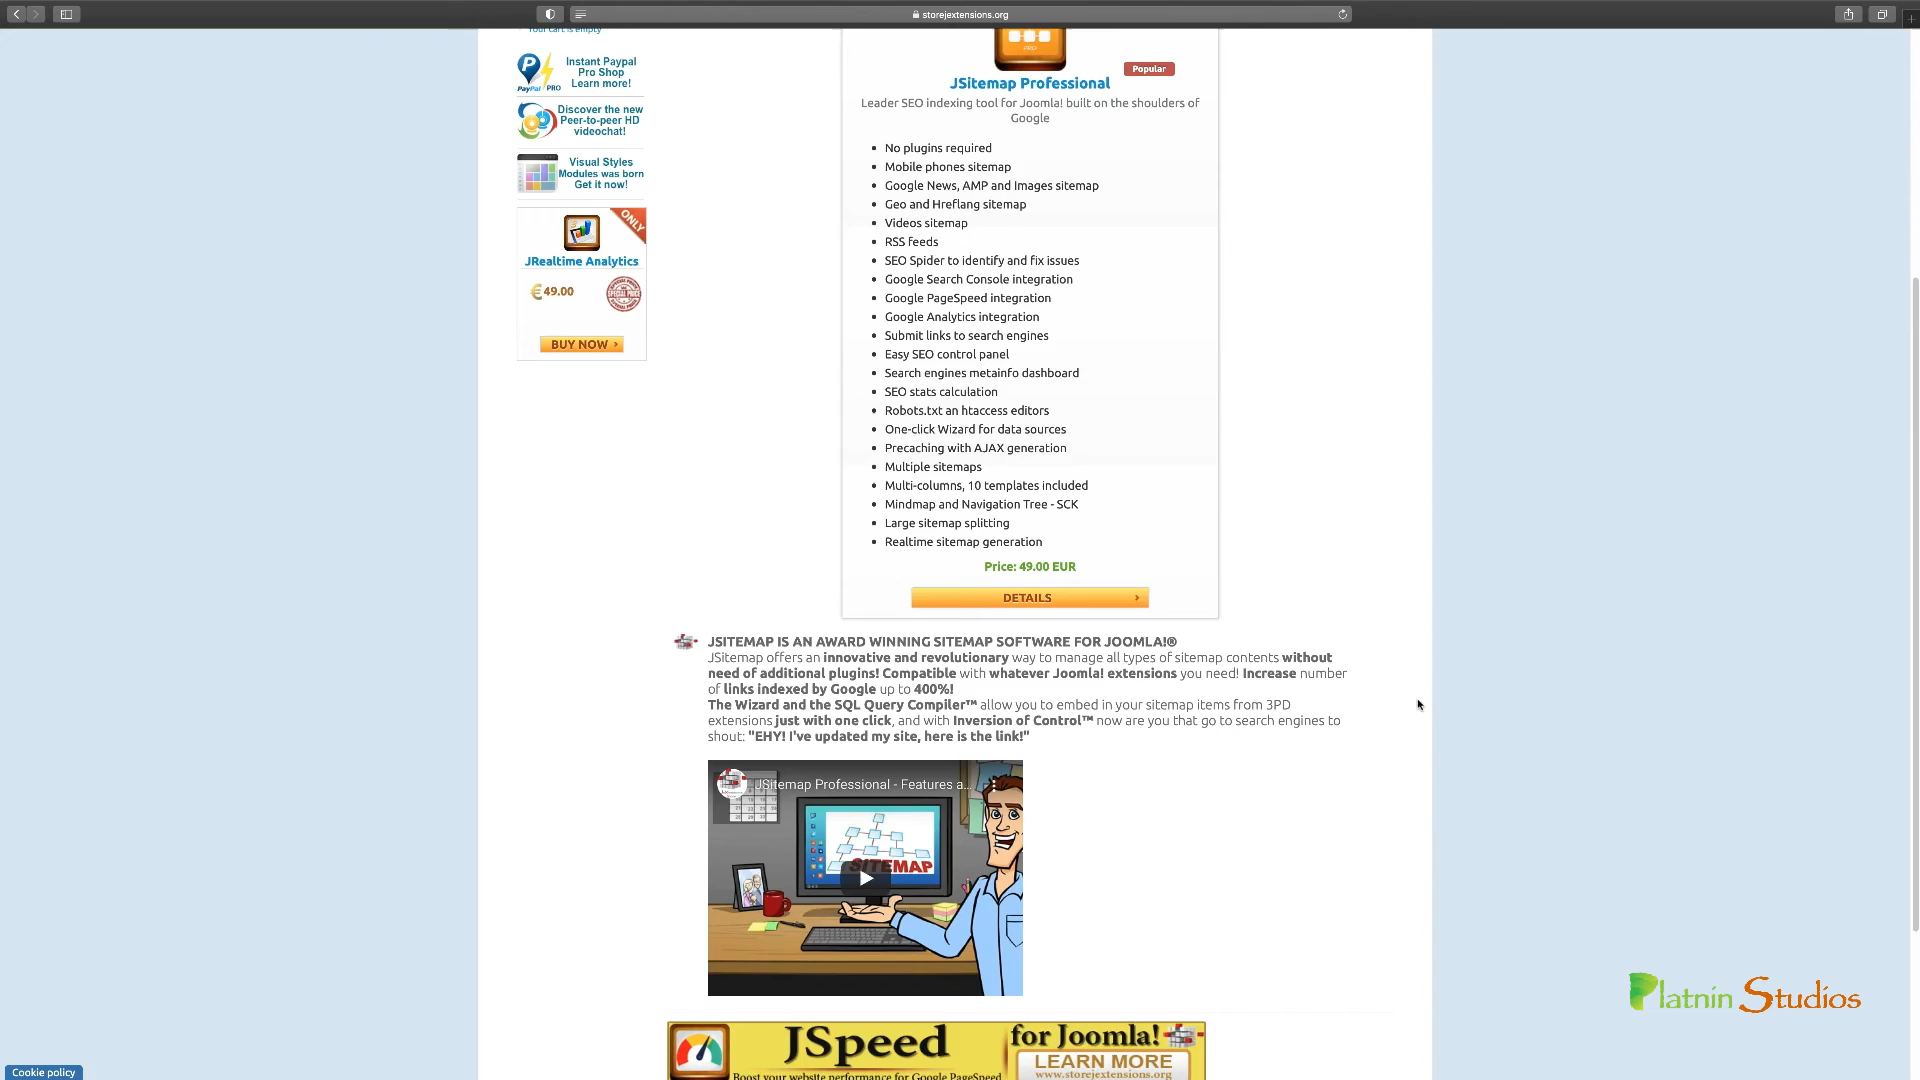 storejextensions.org
Your cart is empty
Instant Paypal
Pro Shop
Learn more!
PayPal PRO
Discover the new
Peer-to-peer HD
videochat!
Visual Styles
Modules was born
Get it now!
ONLY
JRealtime Analytics
€49.00
SPECIAL PRICE
BUY NOW
PRO
Popular
JSitemap Professional
Leader SEO indexing tool for Joomla! built on the shoulders of
Google
• No plugins required
• Mobile phones sitemap
• Google News, AMP and Images sitemap
• Geo and Hreflang sitemap
• Videos sitemap
• RSS feeds
• SEO Spider to identify and fix issues
• Google Search Console integration
• Google PageSpeed integration
• Google Analytics integration
• Submit links to search engines
• Easy SEO control panel
• Search engines metainfo dashboard
• SEO stats calculation
• Robots.txt an htaccess editors
• One-click Wizard for data sources
• Precaching with AJAX generation
• Multiple sitemaps
• Multi-columns, 10 templates included
• Mindmap and Navigation Tree - SCK
• Large sitemap splitting
• Realtime sitemap generation
Price: 49.00 EUR
DETAILS
JSITEMAP IS AN AWARD WINNING SITEMAP SOFTWARE FOR JOOMLA!®
JSitemap offers an innovative and revolutionary way to manage all types of sitemap contents without
need of additional plugins! Compatible with whatever Joomla! extensions you need! Increase number
of links indexed by Google up to 400%!
The Wizard and the SQL Query Compiler™ allow you to embed in your sitemap items from 3PD
extensions just with one click, and with Inversion of Control™ now are you that go to search engines to
shout: "EHY! I've updated my site, here is the link!"
JSitemap Professional - Features a...
SITEMAP
JSpeed
for Joomla!
LEARN MORE
Boost your website performance for Google PageSpeed
www.storejextensions.org
Platnin Studios
Cookie policy